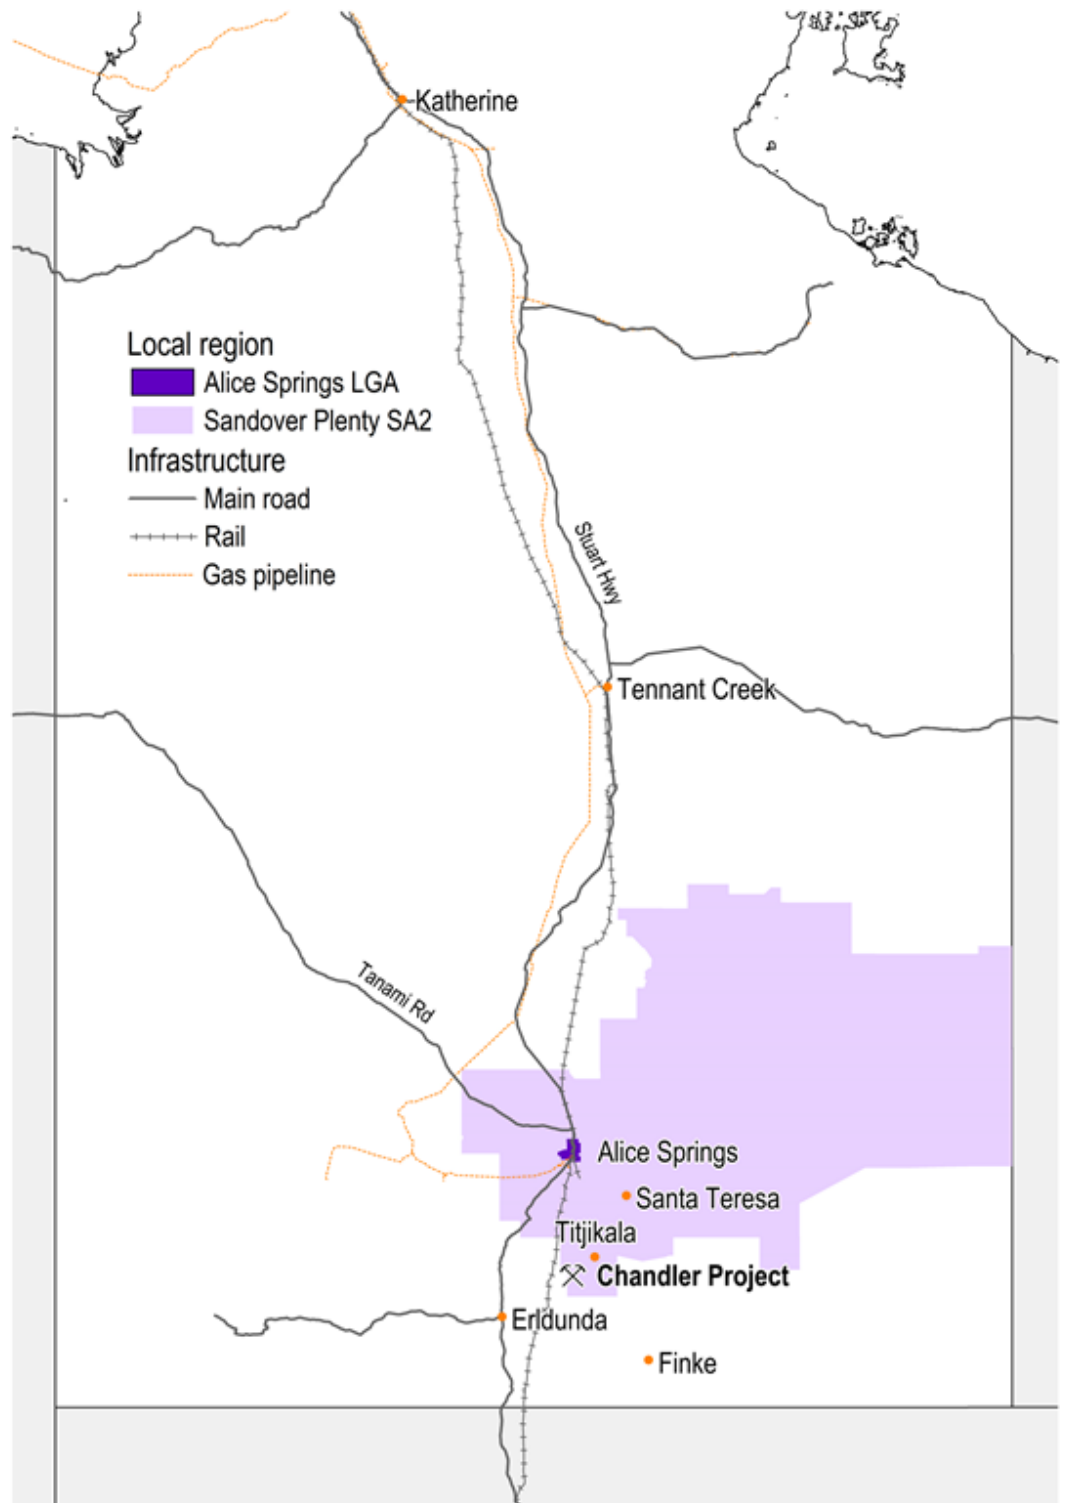 Katherine
Local region
Alice Springs LGA
Sandover Plenty SA2
Infrastructure
Main road
Rail
Gas pipeline
Stuart Hwy
Tennant Creek
Tanami Rd
Alice Springs
Santa Teresa
Titjikala
Chandler Project
Erldunda
Finke